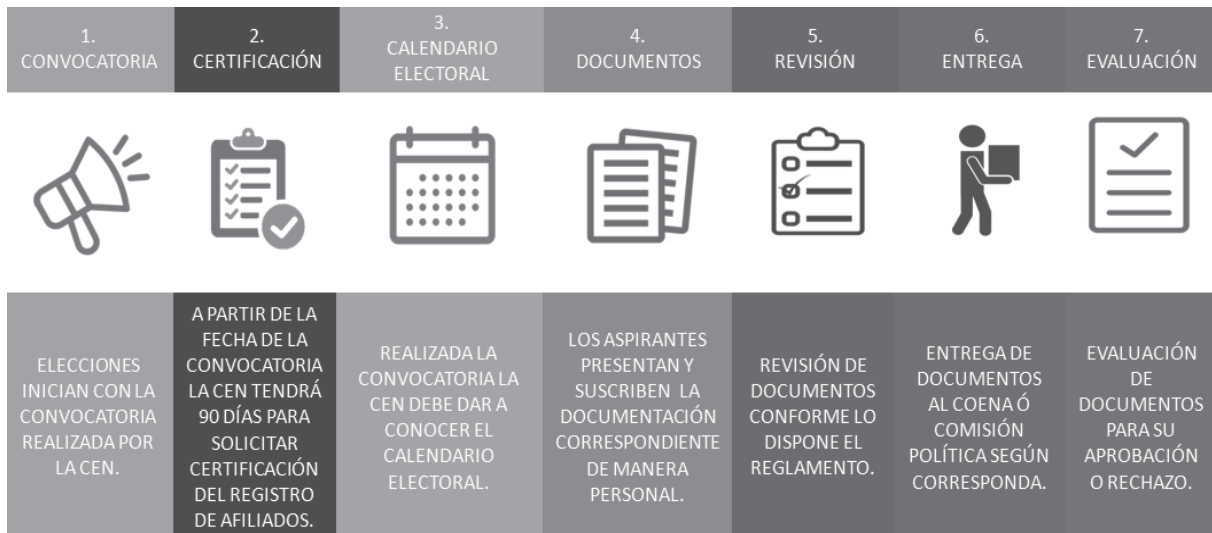 1.
CONVOCATORIA
2.
CERTIFICACIÓN
3.
CALENDARIO
ELECTORAL
4.
DOCUMENTOS
5.
REVISIÓN
6.
ENTREGA
7.
EVALUACIÓN
ELECCIONES
INICIAN CON LA
CONVOCATORIA
REALIZADA POR
LA CEN.
A PARTIR DE LA
FECHA DE LA
CONVOCATORIA
LA CEN TENDRÁ
90 DÍAS PARA
SOLICITAR
CERTIFICACIÓN
DEL REGISTRO
DE AFILIADOS.
REALIZADA LA
CONVOCATORIA LA
CEN DEBE DAR A
CONOCER EL
CALENDARIO
ELECTORAL.
LOS ASPIRANTES
PRESENTAN Y
SUSCRIBEN LA
DOCUMENTACIÓN
CORRESPONDIENTE
DE MANERA
PERSONAL.
REVISIÓN DE
DOCUMENTOS
CONFORME LO
DISPONE EL
REGLAMENTO.
ENTREGA DE
DOCUMENTOS
AL COENA Ó
COMISIÓN
POLÍTICA SEGÚN
CORRESPONDA.
EVALUACIÓN
DE
DOCUMENTOS
PARA SU
APROBACIÓN
O RECHAZO.